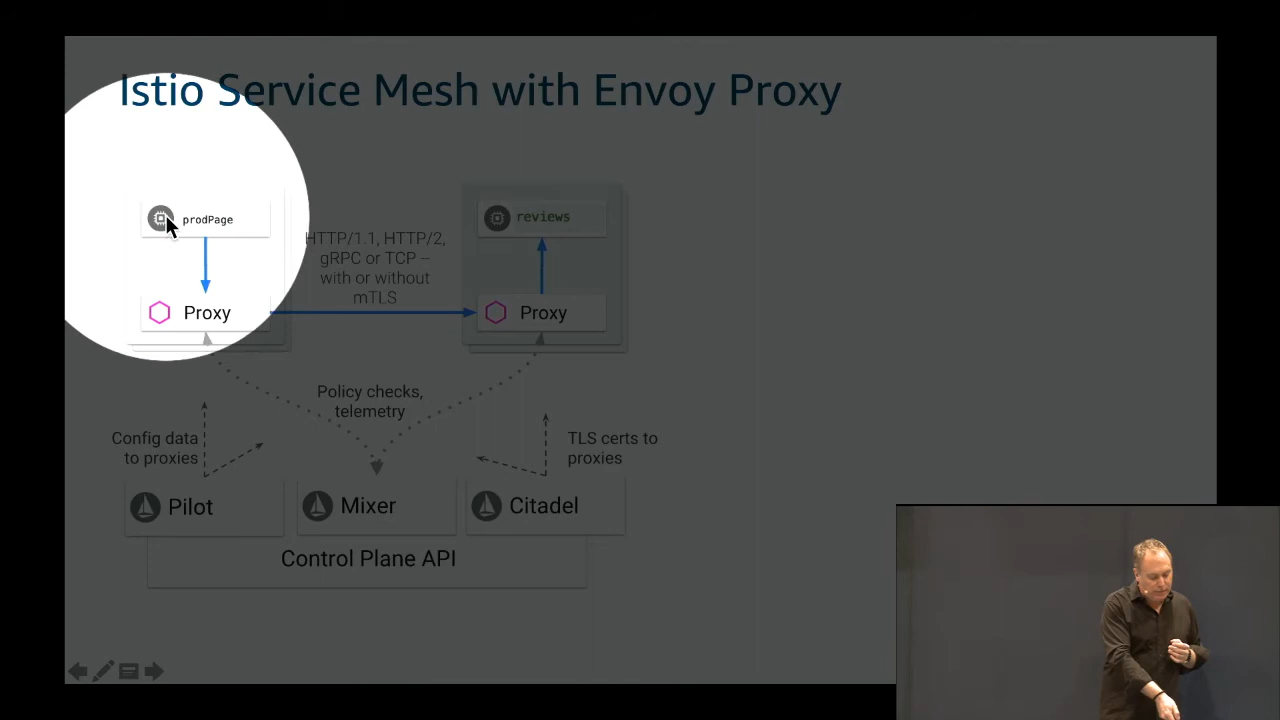 Istio Service Mesh with Envoy Proxy
prodPage
reviews
HTTP/1.1, HTTP/2,
gRPC or TCP –
with or without
mTLS
Proxy
Proxy
Policy checks,
telemetry
Config data
to proxies
TLS certs to
proxies
Pilot
Mixer
Citadel
Control Plane API